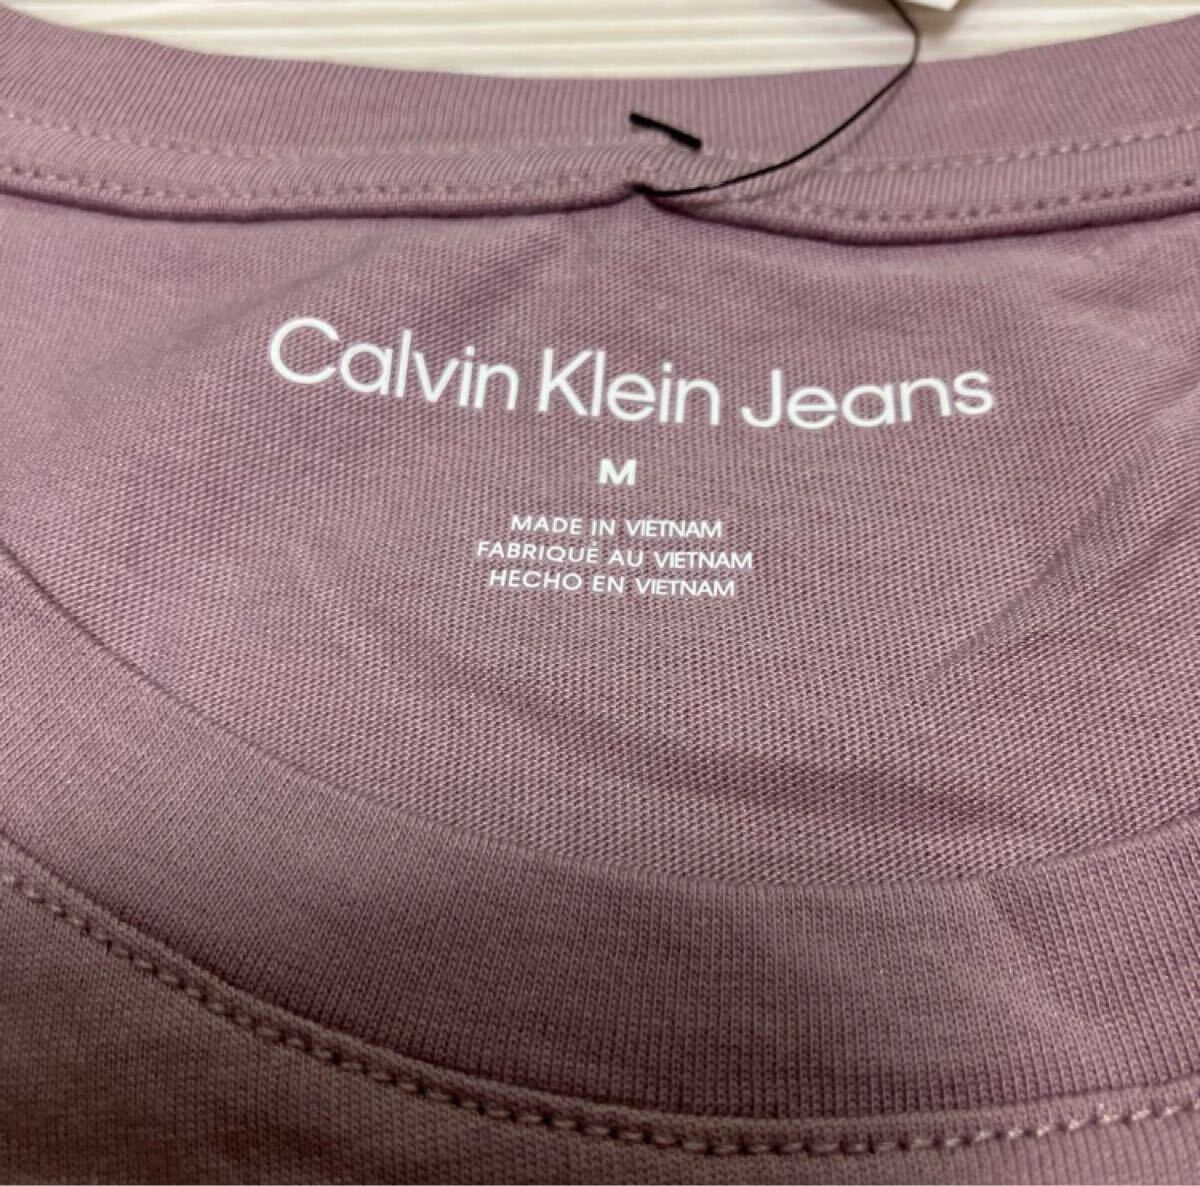 Calvin Klein Jeans
M
MADE IN VIETNAM
FABRIQUÉ AU VIETNAM
HECHO EN VIETNAM